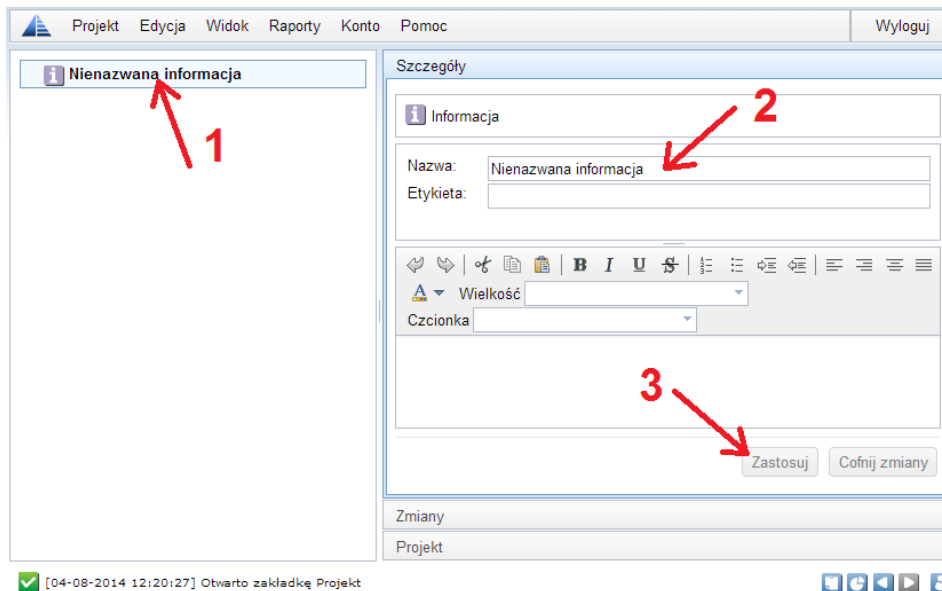 Projekt Edycja Widok Raporty Konto Pomoc Wyloguj
Nienazwana informacja
1
Szczegóły
Informacja
2
Nazwa: Nienazwana informacja
Etykieta:
B I U S
A Wielkość
Czcionka
3
Zastosuj Cofnij zmiany
Zmiany
Projekt
[04-08-2014 12:20:27] Otwarto zakładkę Projekt